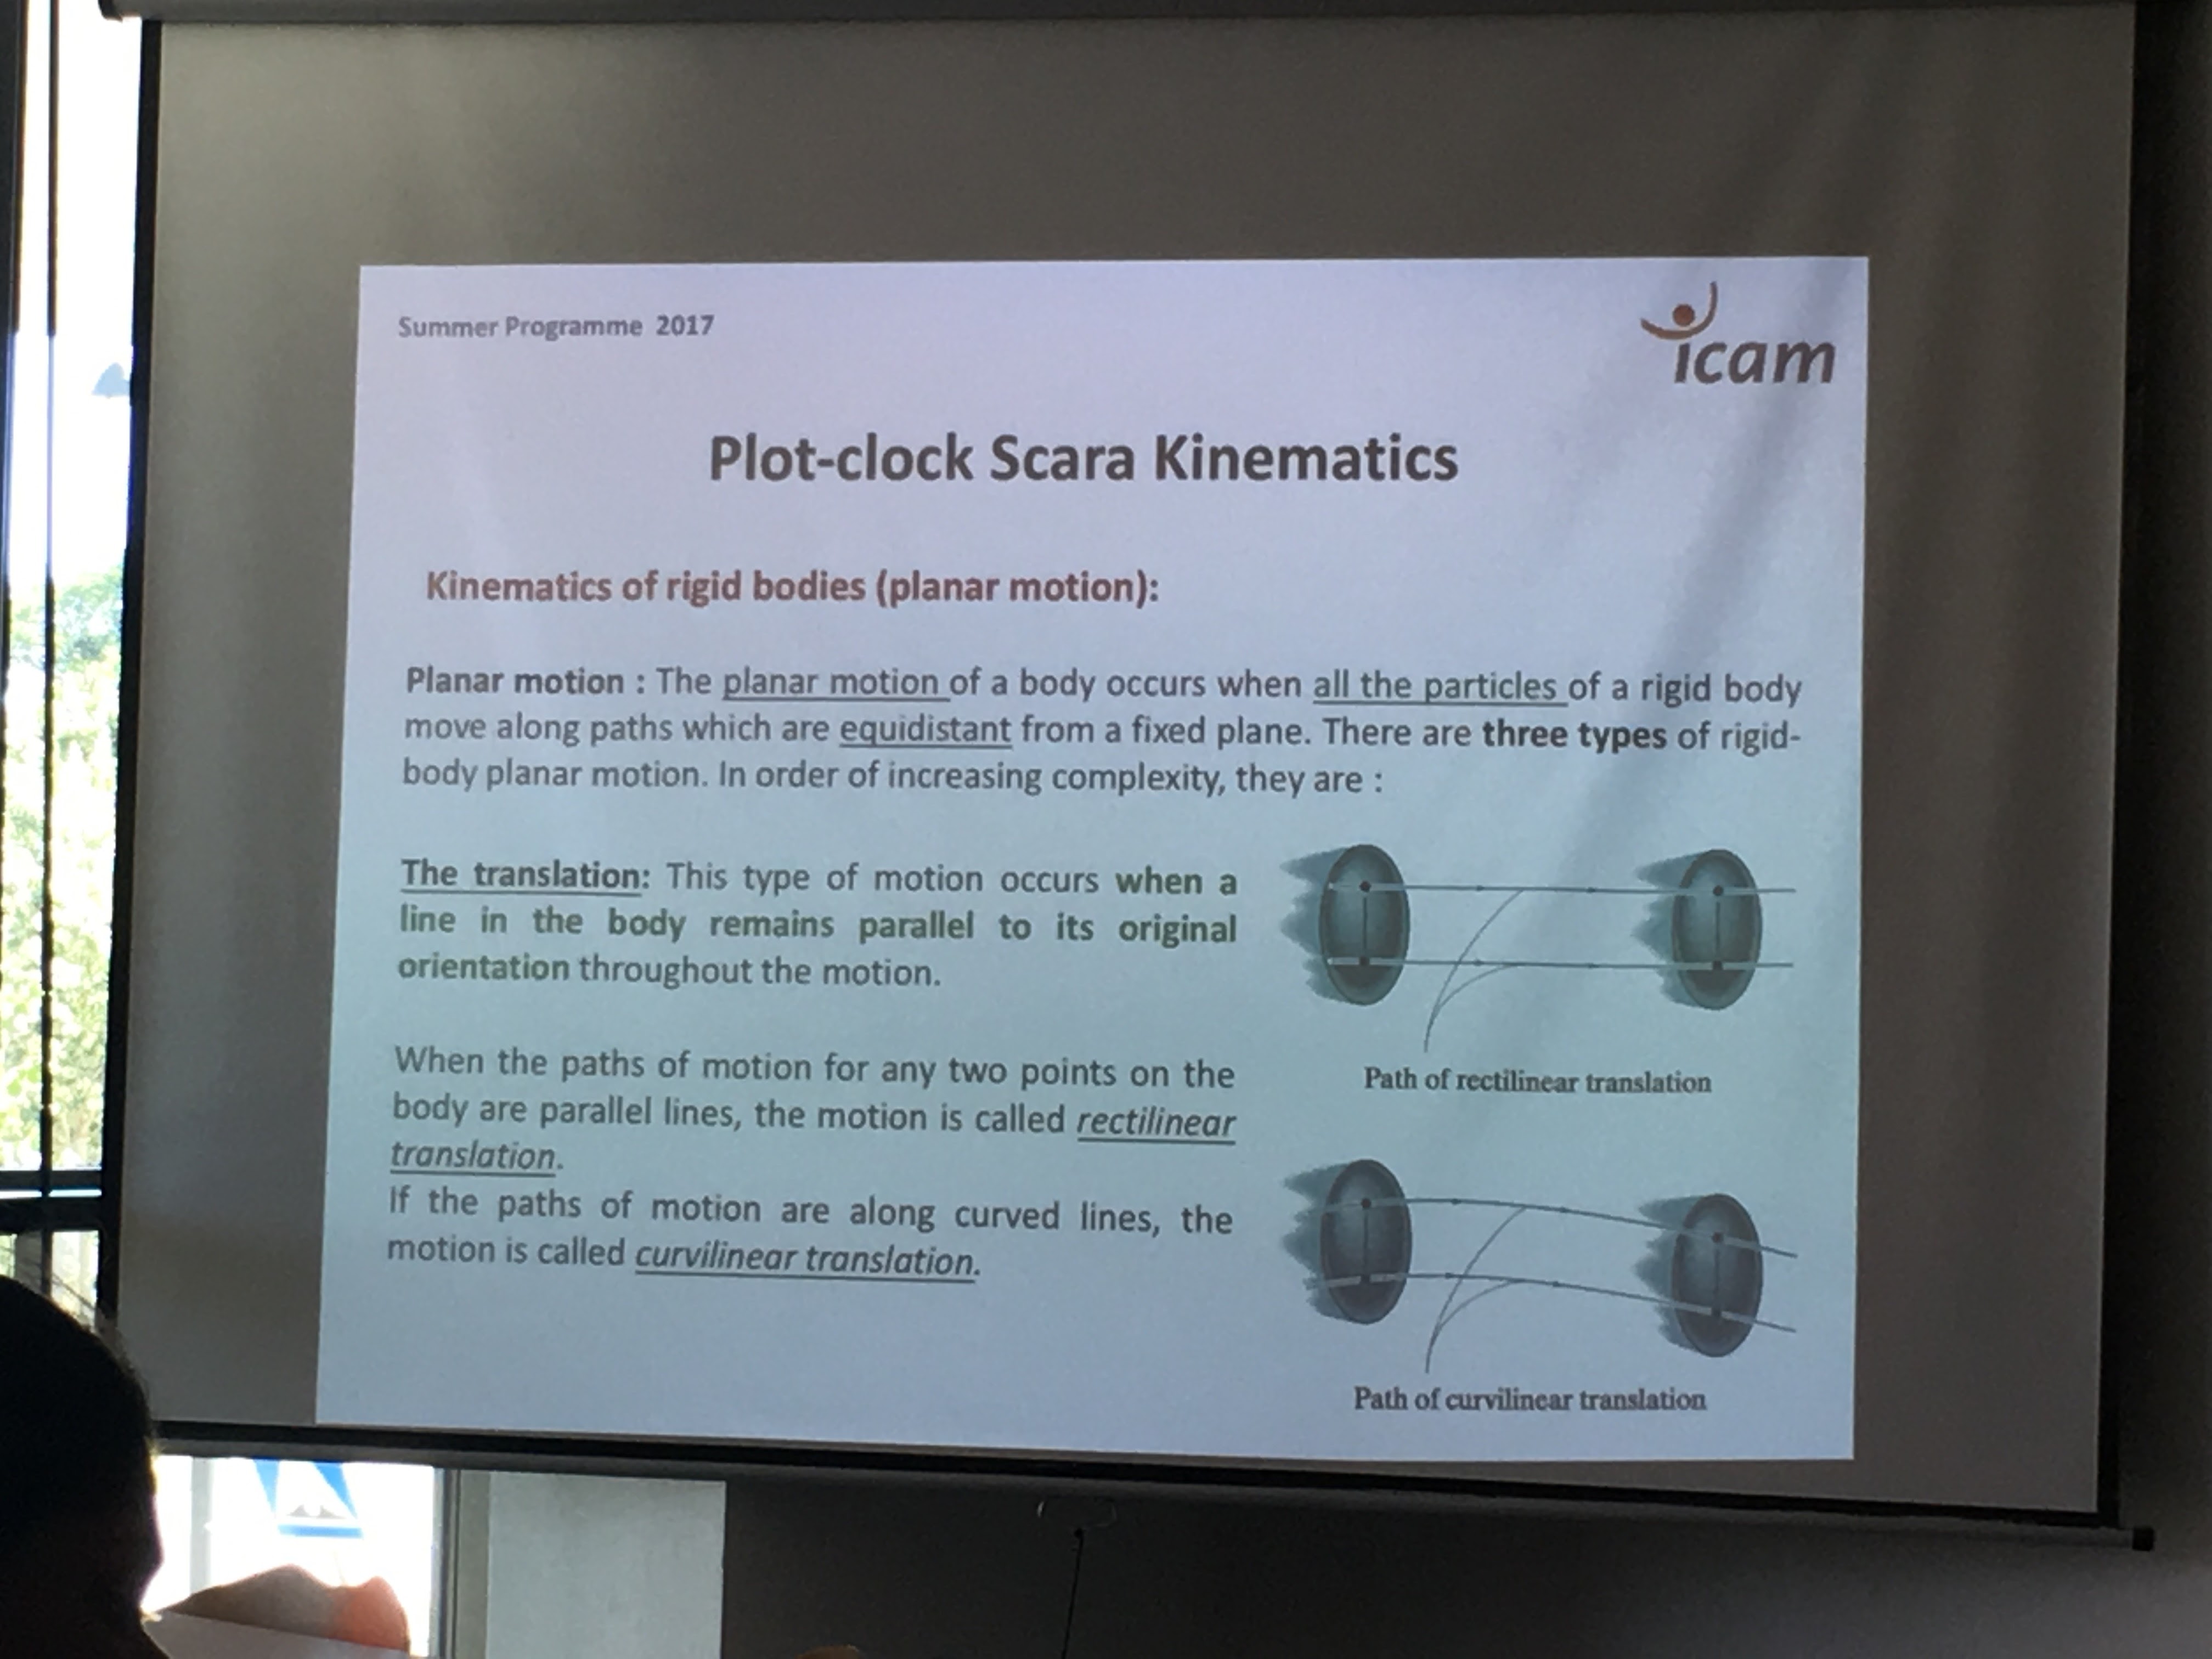 Summer Programme 2017
icam
Plot-clock Scara Kinematics
Kinematics of rigid bodies (planar motion):
Planar motion : The planar motion of a body occurs when all the particles of a rigid body
move along paths which are equidistant from a fixed plane. There are three types of rigid-
body planar motion. In order of increasing complexity, they are :
The translation: This type of motion occurs when a
line in the body remains parallel to its original
orientation throughout the motion.
When the paths of motion for any two points on the
body are parallel lines, the motion is called rectilinear
translation.
If the paths of motion are along curved lines, the
motion is called curvilinear translation.
Path of rectilinear translation
Path of curvilinear translation